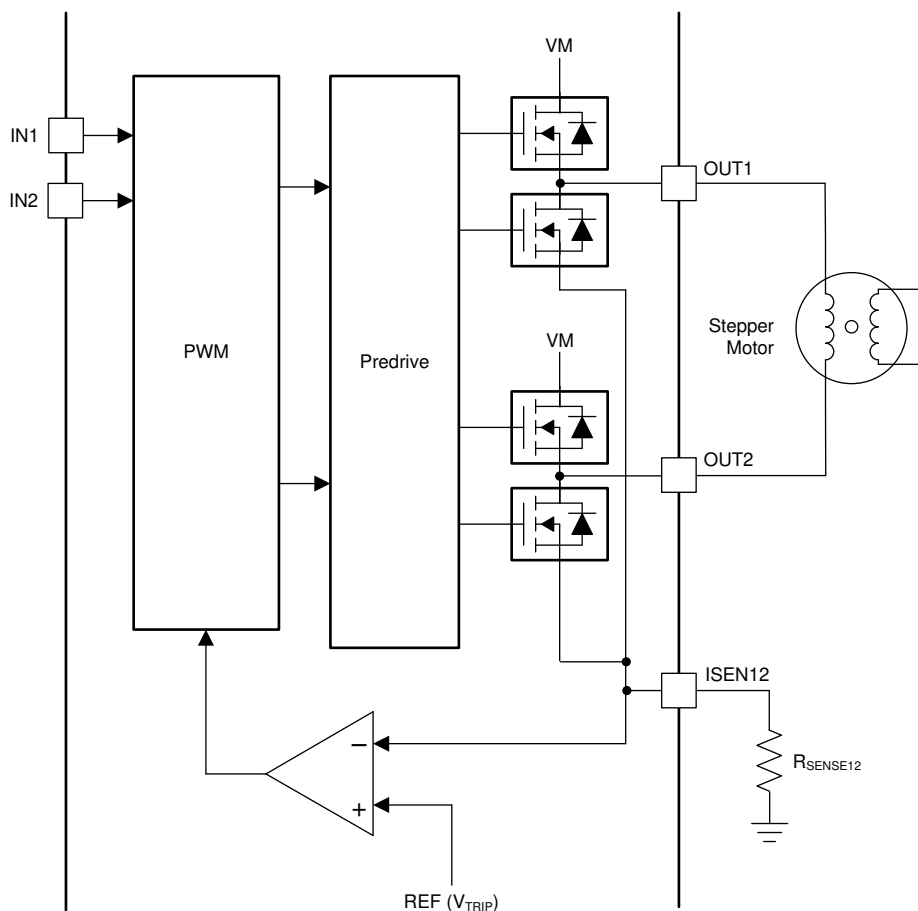 VM
IN1
IN2
OUT1
PWM
Predrive
Stepper
Motor
VM
OUT2
ISEN12
−
+
RSENSE12
REF (VTRIP)